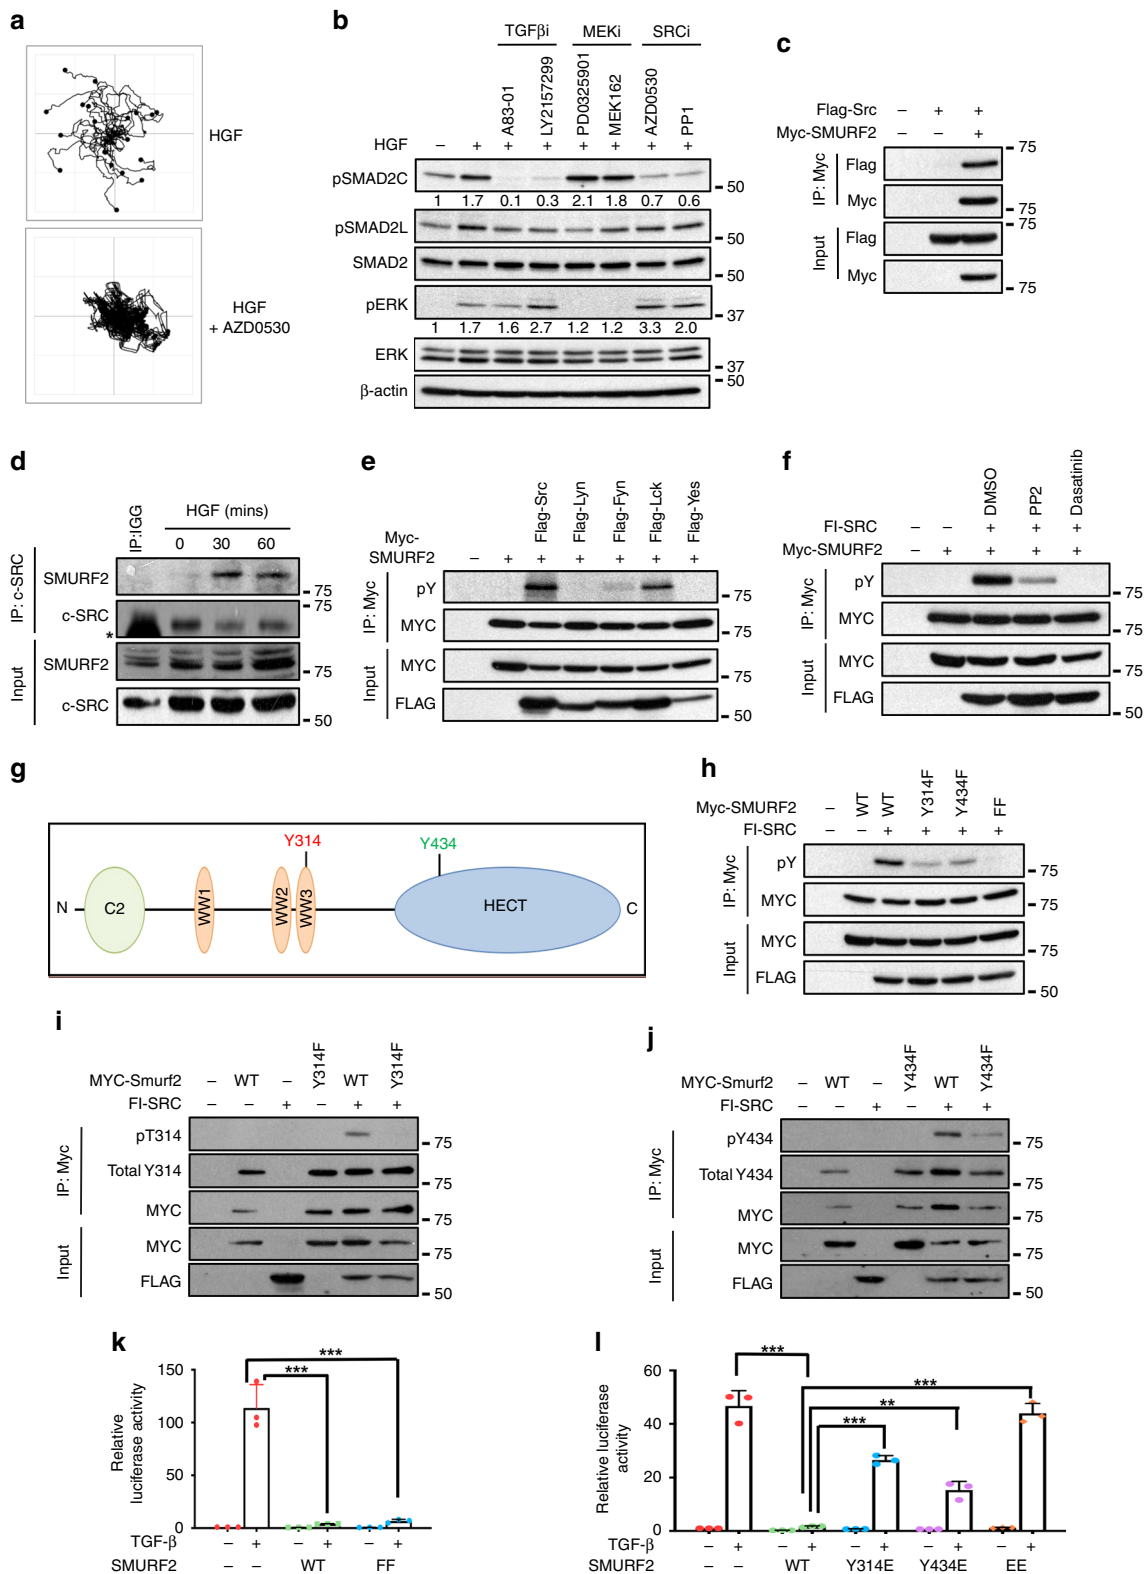 a
HGF
HGF
+ AZD0530
b
TGFβi MEKi SRCi
A83-01 LY2157299 PD0325901 MEK162 AZD0530 PP1
HGF – + + + + + + +
pSMAD2C 50
1 1.7 0.1 0.3 2.1 1.8 0.7 0.6
pSMAD2L 50
SMAD2 50
pERK 37
1 1.7 1.6 2.7 1.2 1.2 3.3 2.0
ERK 37
β-actin 50
c
Flag-Src – + +
Myc-SMURF2 – – +
IP: Myc
Flag 75
Myc 75
Input
Flag 75
Myc 75
d
IP:IGG
HGF (mins)
0 30 60
IP: c-SRC
SMURF2 75
c-SRC 75
*
Input
SMURF2 75
c-SRC 50
e
Flag-Src Flag-Lyn Flag-Fyn Flag-Lck Flag-Yes
Myc-
SMURF2 – + + + + + +
IP: Myc
pY 75
MYC 75
Input
MYC 75
FLAG 50
f
DMSO PP2 Dasatinib
FI-SRC – – + + +
Myc-SMURF2 – + + + +
IP: Myc
pY 75
MYC 75
Input
MYC 75
FLAG 50
g
Y314 Y434
N C2 WW1 WW2 WW3 HECT C
h
Myc-SMURF2 – WT WT Y314F Y434F FF
FI-SRC – – + + + +
IP: Myc
pY 75
MYC 75
Input
MYC 75
FLAG 50
i
MYC-Smurf2 – WT – Y314F WT Y314F
FI-SRC – – + – + +
IP: Myc
pT314 75
Total Y314 75
MYC 75
Input
MYC 75
FLAG 50
j
MYC-Smurf2 – WT – Y434F WT Y434F
FI-SRC – – + – + +
IP: Myc
pY434 75
Total Y434 75
MYC 75
Input
MYC 75
FLAG 50
k
Relative
luciferase activity
150
100
50
0
***
***
TGF-β – + – + – +
SMURF2 – – WT FF
l
Relative luciferase
activity
60
40
20
0
***
***
**
***
TGF-β – + – + – + – + – +
SMURF2 – – WT Y314E Y434E EE